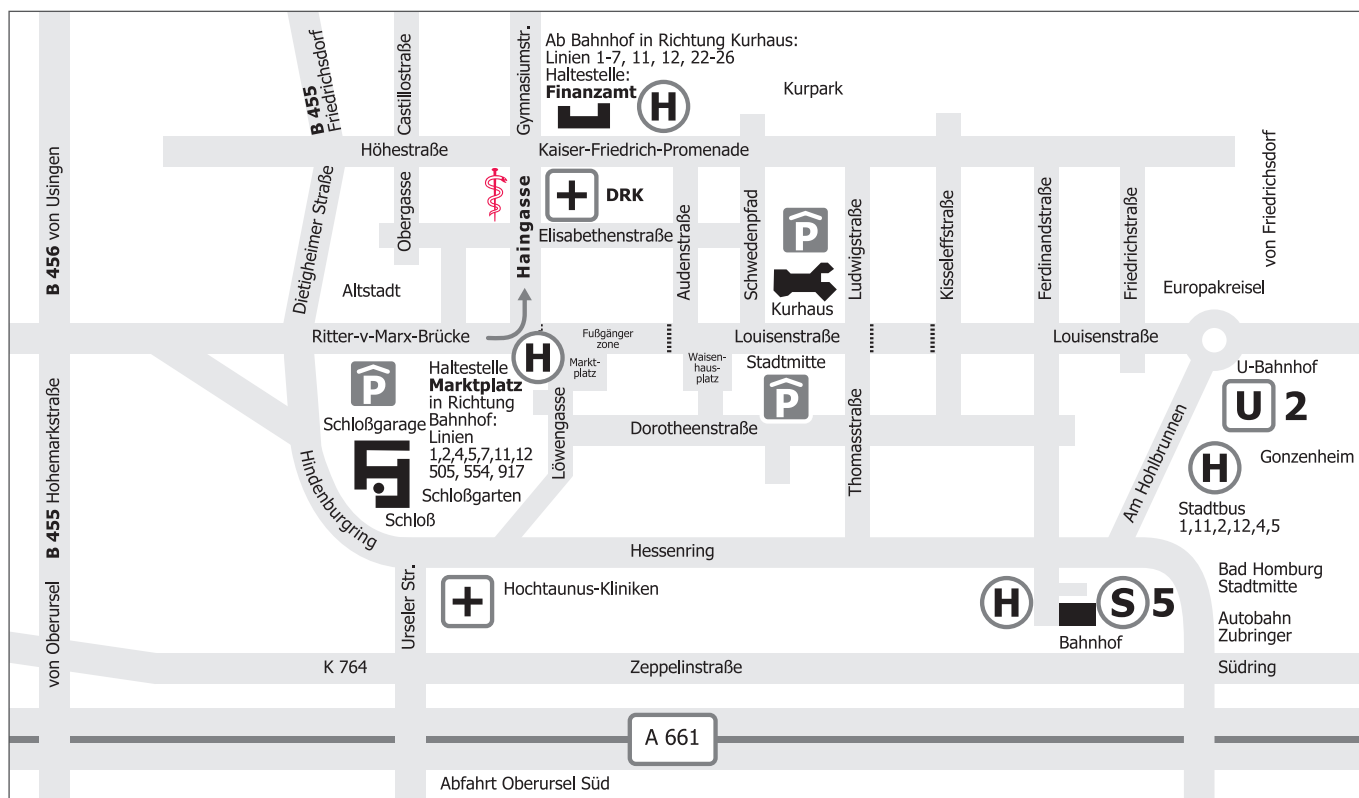 B 455
Friedrichsdorf
Castillostraße
Gymnasiumstr.
Ab Bahnhof in Richtung Kurhaus:
Linien 1-7, 11, 12, 22-26
Haltestelle:
Finanzamt
H
Kurpark
B 456 von Usingen
Höhestraße
Kaiser-Friedrich-Promenade
Dietigheimer Straße
Obergasse
Haingasse
DRK
Elisabethenstraße
Audenstraße
Schwedenpfad
P
Kurhaus
Ludwigstraße
Kisseleffstraße
Ferdinandstraße
Friedrichstraße
von Friedrichsdorf
Altstadt
Europakreisel
Ritter-v-Marx-Brücke
Fußgänger
zone
Louisenstraße
Louisenstraße
H
Markt-
platz
Waisen-
haus-
platz
Stadtmitte
P
Haltestelle
Marktplatz
in Richtung
Bahnhof:
Linien
1,2,4,5,7,11,12
505, 554, 917
P
Schloßgarage
Schloßgarten
Schloß
Löwengasse
Dorotheenstraße
Thomasstraße
Am Hohlbrunnen
U-Bahnhof
U 2
H
Gonzenheim
Stadtbus
1,11,2,12,4,5
B 455 Hohemarkstraße
von Oberursel
Hindenburgring
Hessenring
Urseler Str.
Hochtaunus-Kliniken
H
S 5
Bahnhof
Bad Homburg
Stadtmitte
Autobahn
Zubringer
K 764
Zeppelinstraße
Südring
A 661
Abfahrt Oberursel Süd